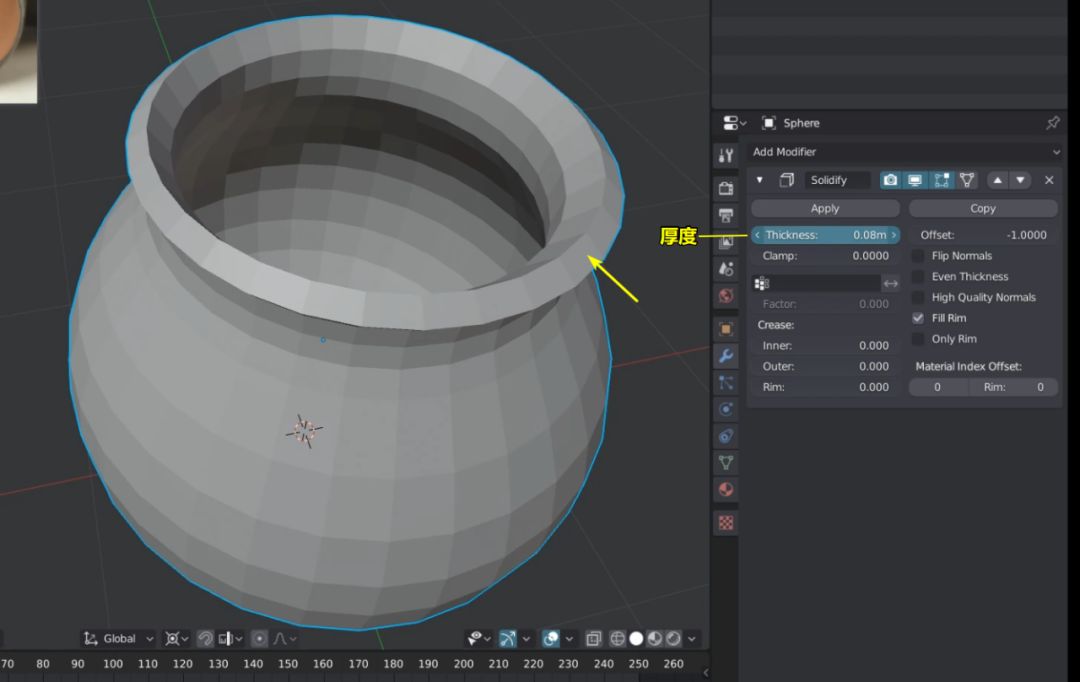 Sphere
Add Modifier
Solidify
Apply Copy
厚度
Thickness: 0.08m Offset: -1.0000
Clamp: 0.0000 Flip Normals
Even Thickness
High Quality Normals
Factor: 0.000 Fill Rim
Crease: Only Rim
Inner: 0.000
Outer: 0.000 Material Index Offset:
Rim: 0.000 0 Rim: 0
Global
70 80 90 100 110 120 130 140 150 160 170 180 190 200 210 220 230 240 250 260